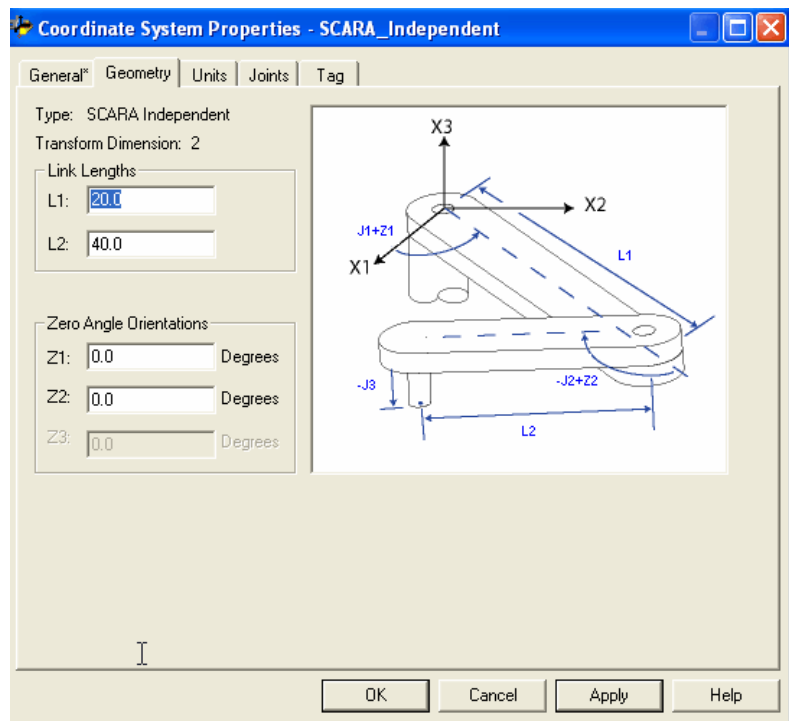 Coordinate System Properties - SCARA_Independent
General* Geometry Units Joints Tag
Type: SCARA Independent
Transform Dimension: 2
Link Lengths
L1: 20.0
L2: 40.0
Zero Angle Orientations
Z1: 0.0 Degrees
Z2: 0.0 Degrees
Z3: 0.0 Degrees
X3
X2
J1+Z1
X1
L1
-J3
-J2+Z2
L2
OK Cancel Apply Help